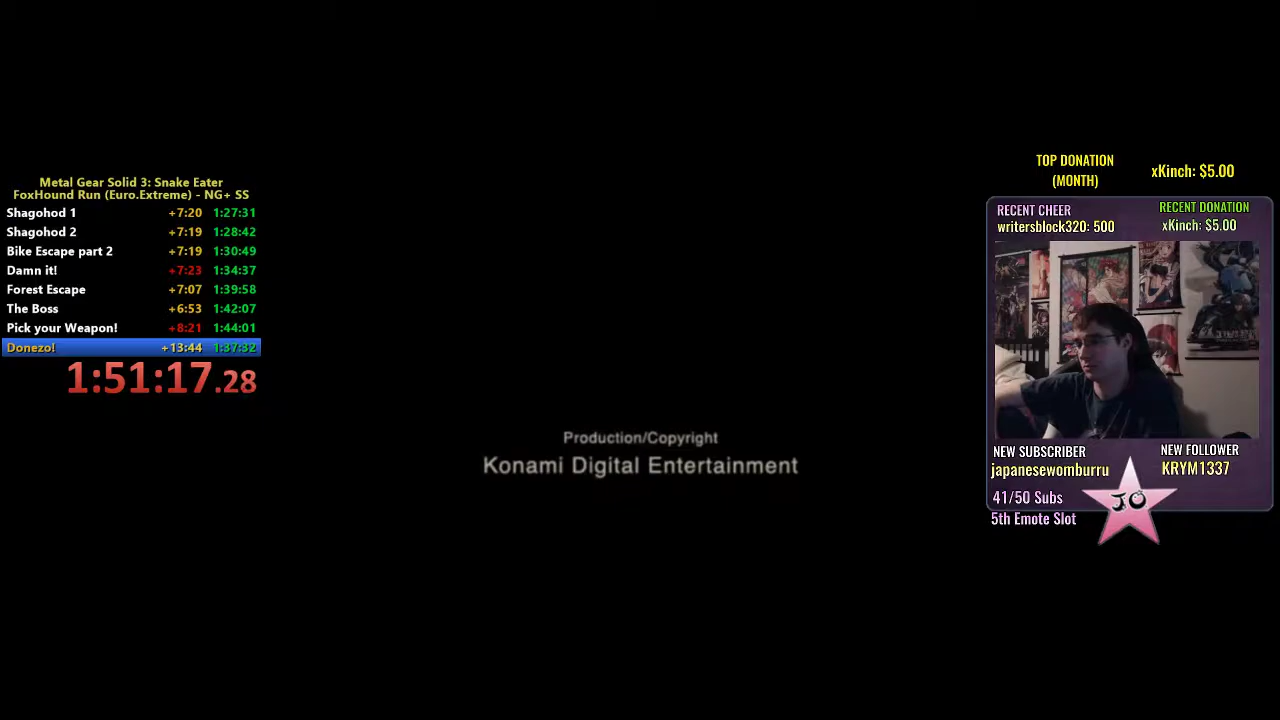 Metal Gear Solid 3: Snake Eater
FoxHound Run (Euro.Extreme) - NG+ SS
Shagohod 1 +7:20 1:27:31
Shagohod 2 +7:19 1:28:42
Bike Escape part 2 +7:19 1:30:49
Damn it! +7:23 1:34:37
Forest Escape +7:07 1:39:58
The Boss +6:53 1:42:07
Pick your Weapon! +8:21 1:44:01
Donezo! +13:44 1:37:32
1:51:17.28
Production/Copyright
Konami Digital Entertainment
TOP DONATION
(MONTH)
xKinch: $5.00
RECENT CHEER
writersblock320: 500
RECENT DONATION
xKinch: $5.00
NEW SUBSCRIBER
japanesewomburru
NEW FOLLOWER
KRYM1337
41/50 Subs
5th Emote Slot
JO